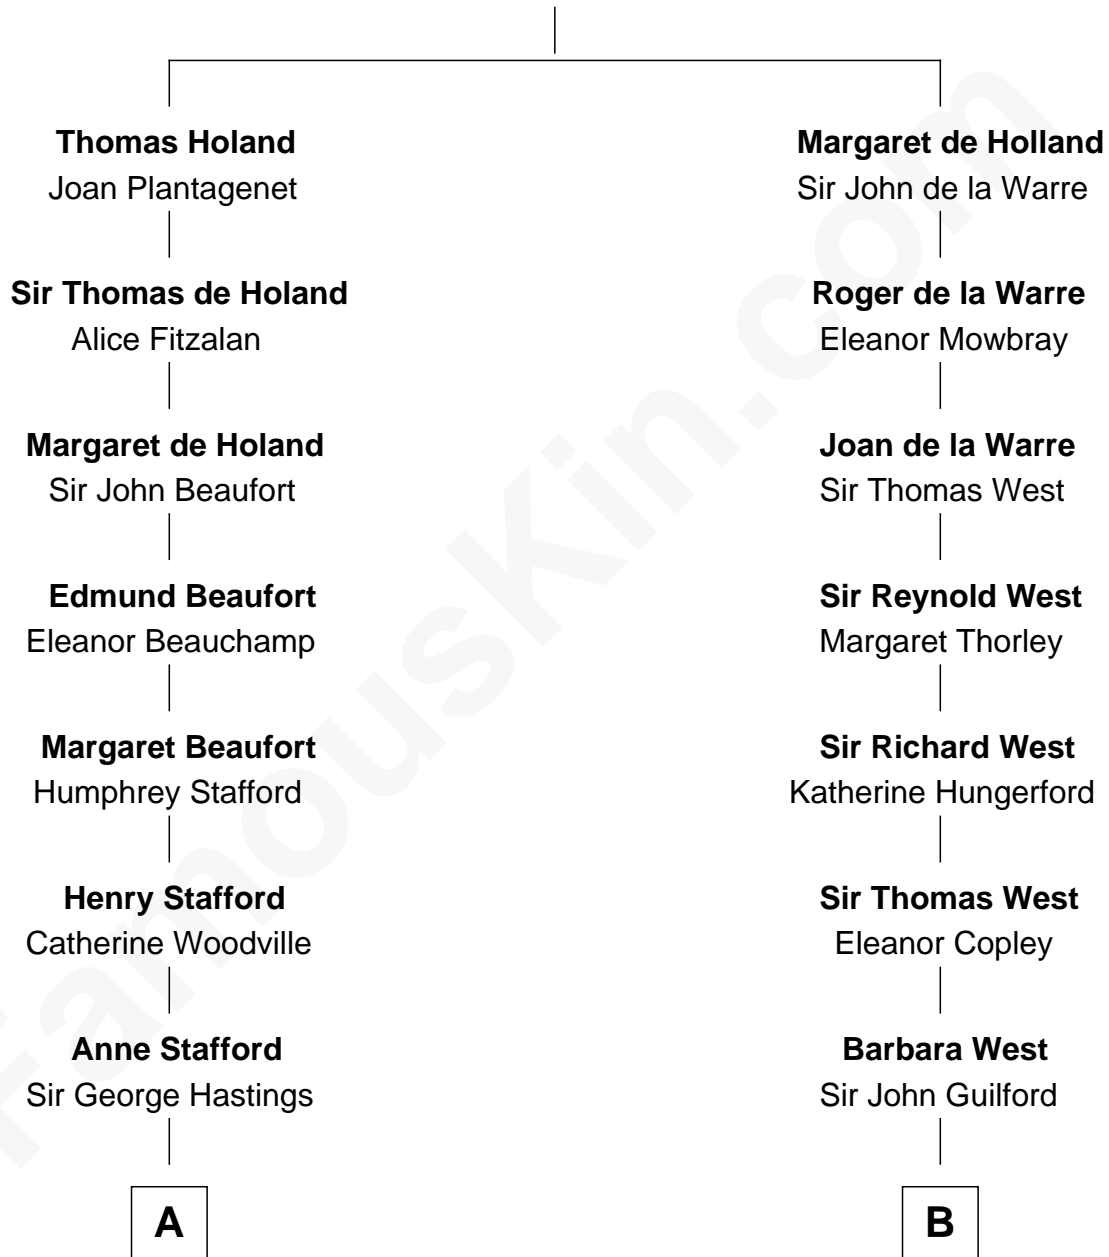 Thomas Holand
Joan Plantagenet
Sir Thomas de Holand
Alice Fitzalan
Margaret de Holand
Sir John Beaufort
Edmund Beaufort
Eleanor Beauchamp
Margaret Beaufort
Humphrey Stafford
Henry Stafford
Catherine Woodville
Anne Stafford
Sir George Hastings
A
Margaret de Holland
Sir John de la Warre
Roger de la Warre
Eleanor Mowbray
Joan de la Warre
Sir Thomas West
Sir Reynold West
Margaret Thorley
Sir Richard West
Katherine Hungerford
Sir Thomas West
Eleanor Copley
Barbara West
Sir John Guilford
B
FamousKin.com